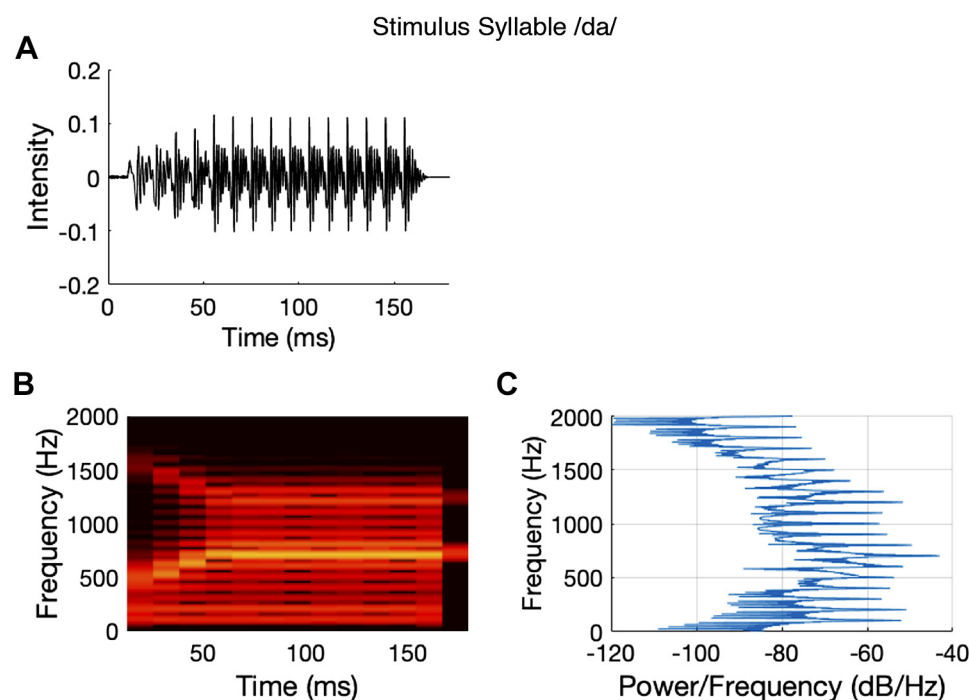 Stimulus Syllable /da/
A
0.2
0.1
0
-0.1
-0.2
Intensity
0 50 100 150
Time (ms)
B
2000
1500
1000
500
0
Frequency (Hz)
50 100 150
Time (ms)
C
2000
1500
1000
500
0
Frequency (Hz)
-120 -100 -80 -60 -40
Power/Frequency (dB/Hz)